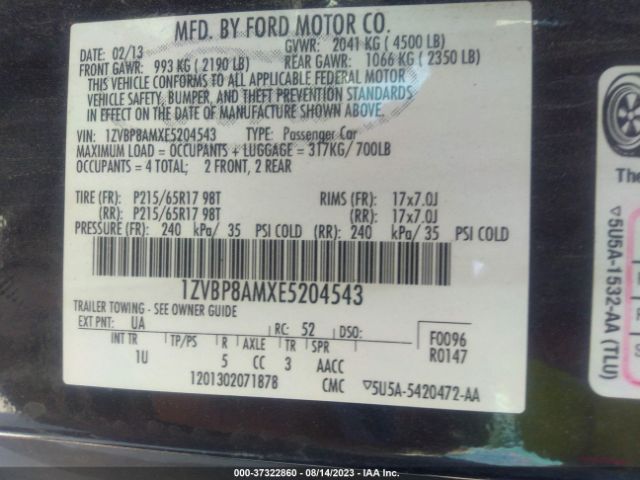 MFD. BY FORD MOTOR CO.
DATE: 02/13 GVWR: 2041 KG ( 4500 LB)
FRONT GAWR: 993 KG ( 2190 LB) REAR GAWR: 1066 KG ( 2350 LB)
THIS VEHICLE CONFORMS TO ALL APPLICABLE FEDERAL MOTOR
VEHICLE SAFETY, BUMPER, AND THEFT PREVENTION STANDARDS
IN EFFECT ON THE DATE OF MANUFACTURE SHOWN ABOVE.
VIN: 1ZVBP8AMXE5204543 TYPE: Passenger Car
MAXIMUM LOAD = OCCUPANTS + LUGGAGE = 317KG/ 700LB
OCCUPANTS = 4 TOTAL; 2 FRONT, 2 REAR
TIRE (FR): P215/65R17 98T RIMS (FR): 17x7.0J
(RR): P215/65R17 98T (RR): 17x7.0J
PRESSURE (FR): 240 kPa/ 35 PSI COLD (RR): 240 kPa/ 35 PSI COLD
1ZVBP8AMXE5204543
TRAILER TOWING - SEE OWNER GUIDE
EXT PNT: UA RC: 52 DSO: F0096
INT TR TP/PS R AXLE TR SPR R0147
1U 5 CC 3 AACC
1201302071878 CMC ▽5U5A-5420472-AA
The
▽5U5A-1532-AA (TLU)
000-37322860 - 08/14/2023 - IAA Inc.